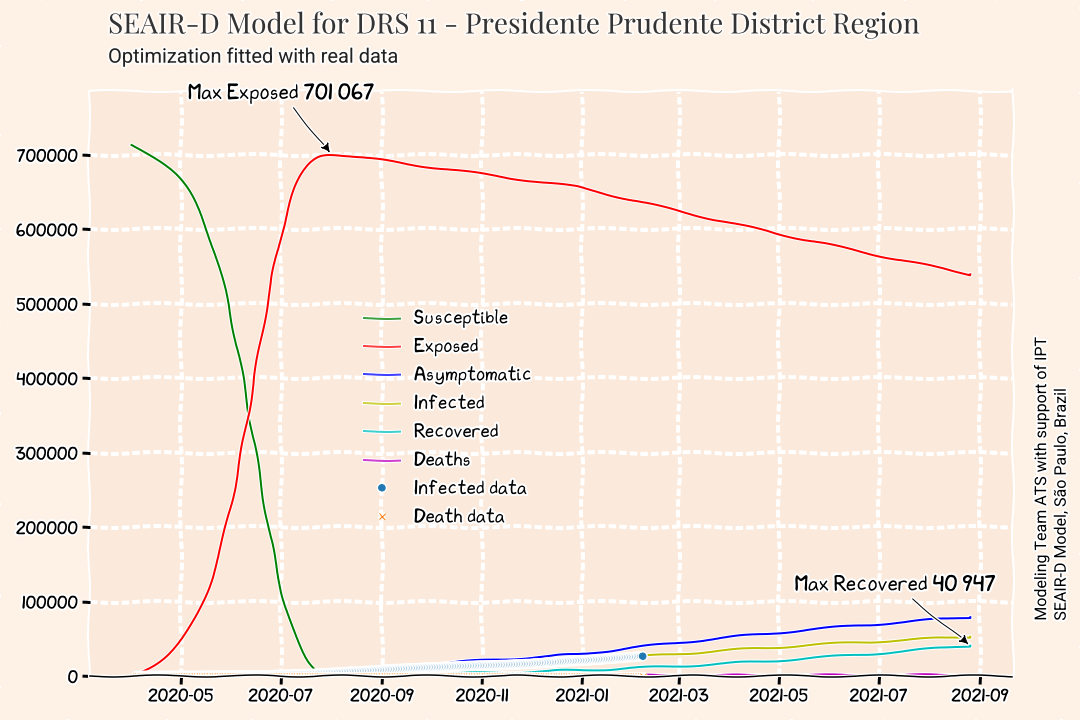 SEAIR-D Model for DRS 11 - Presidente Prudente District Region
Optimization fitted with real data
Max Exposed 701 067
700000
600000
500000
400000
300000
200000
100000
0
Susceptible
Exposed
Asymptomatic
Infected
Recovered
Deaths
Infected data
Death data
Max Recovered 40 947
2020-05
2020-07
2020-09
2020-11
2021-01
2021-03
2021-05
2021-07
2021-09
Modeling Team ATS with support of IPT
SEAIR-D Model, São Paulo, Brazil